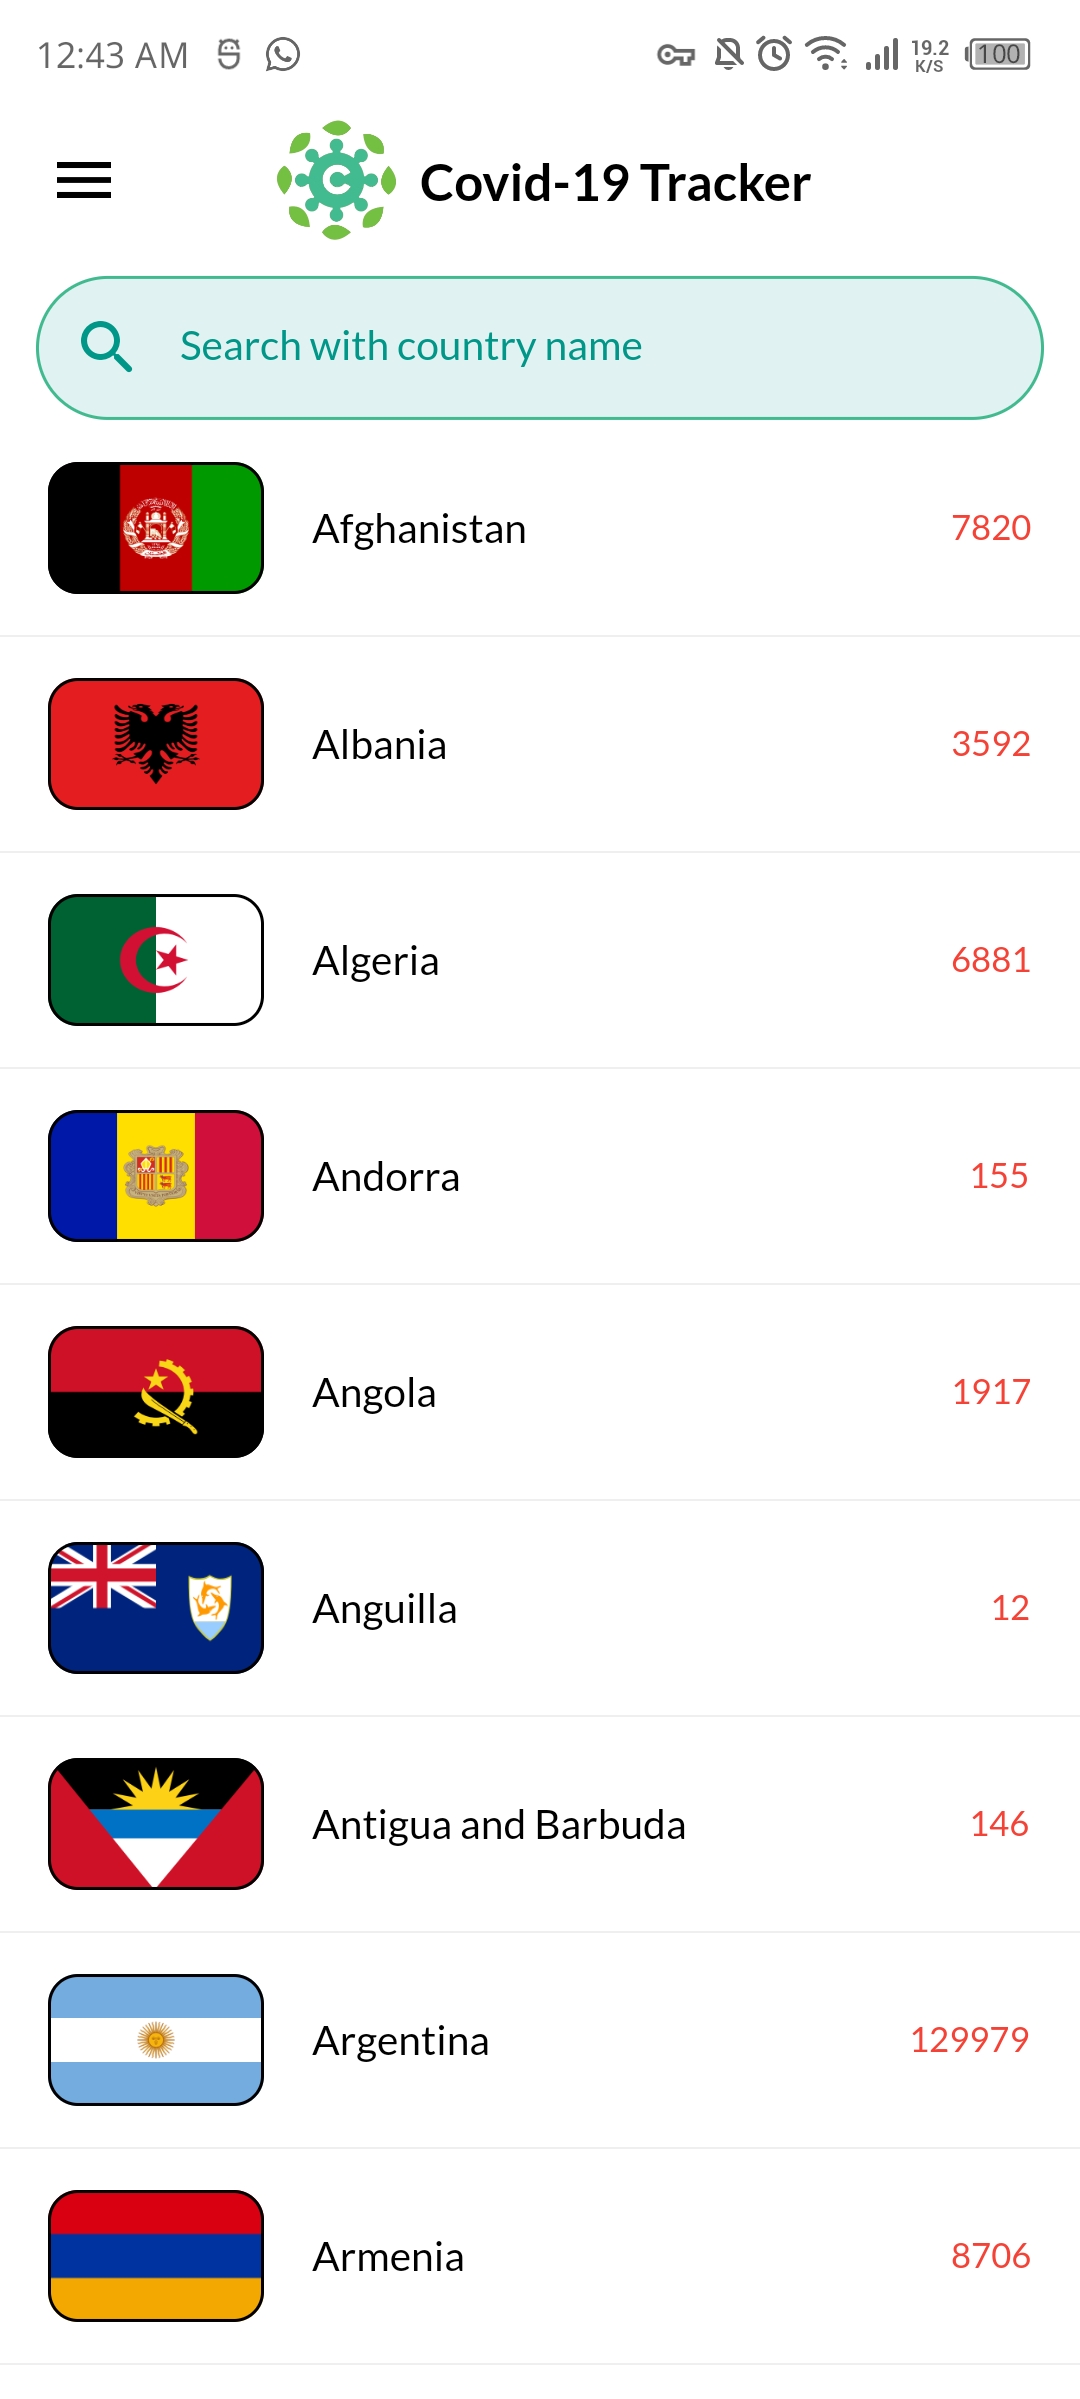 12:43 AM 19.2 K/S 100
Covid-19 Tracker
Search with country name
Afghanistan 7820
Albania 3592
Algeria 6881
Andorra 155
Angola 1917
Anguilla 12
Antigua and Barbuda 146
Argentina 129979
Armenia 8706